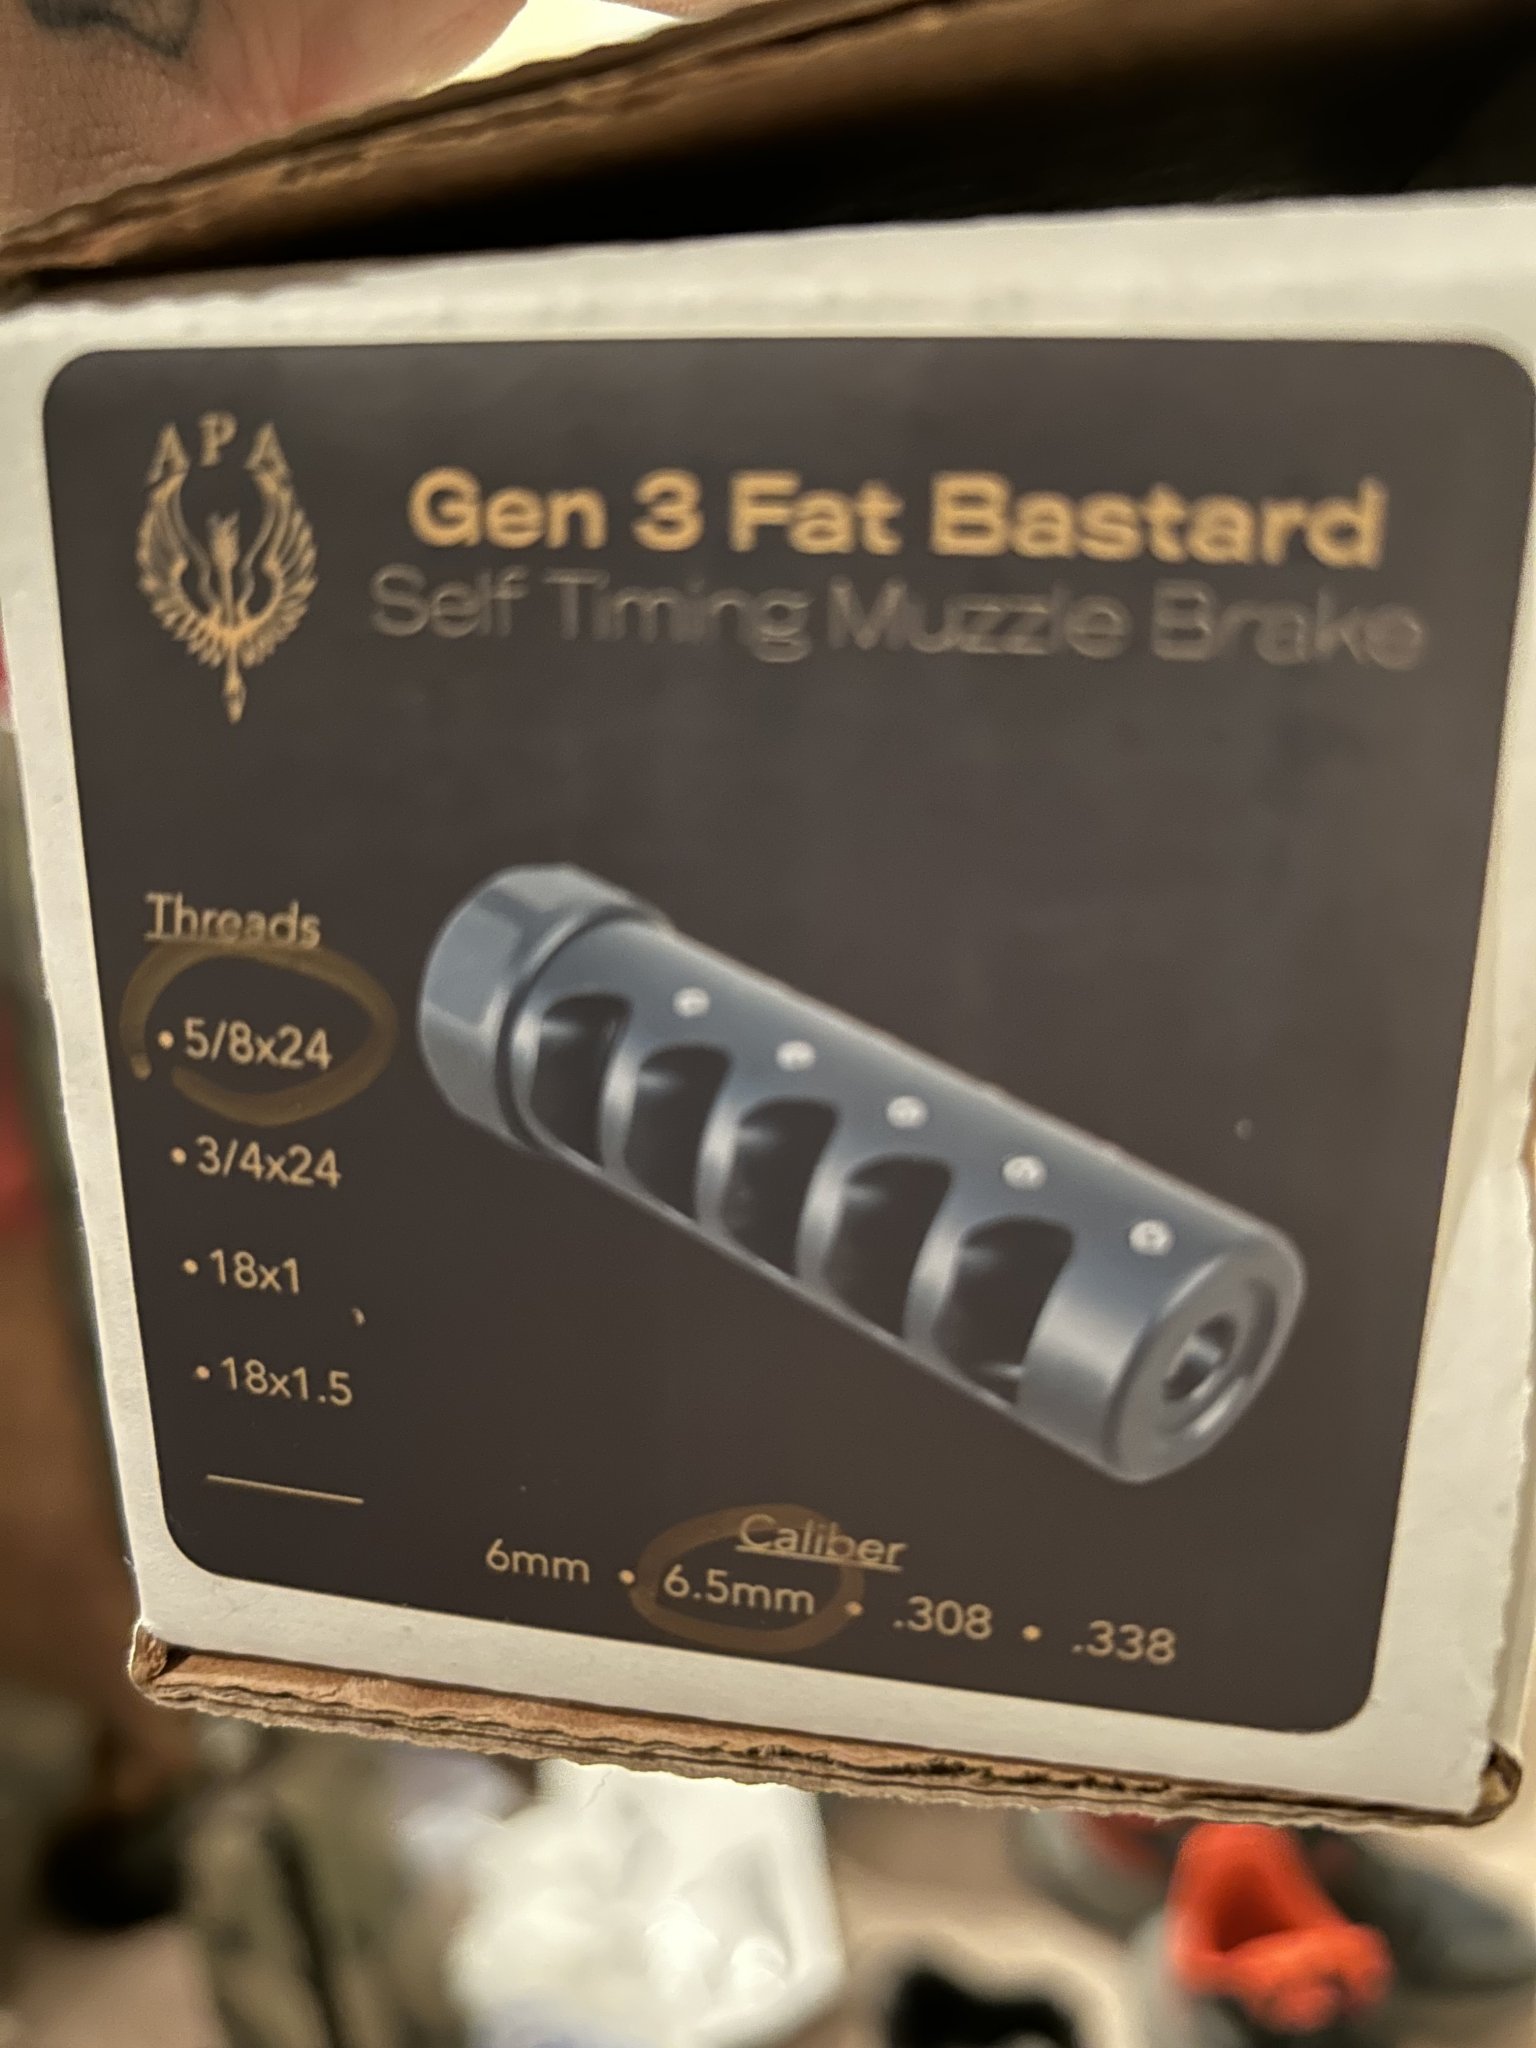 APA
Gen 3 Fat Bastard
Self Timing Muzzle Brake
Threads
• 5/8x24
• 3/4x24
• 18x1
• 18x1.5
Caliber
6mm • 6.5mm • .308 • .338